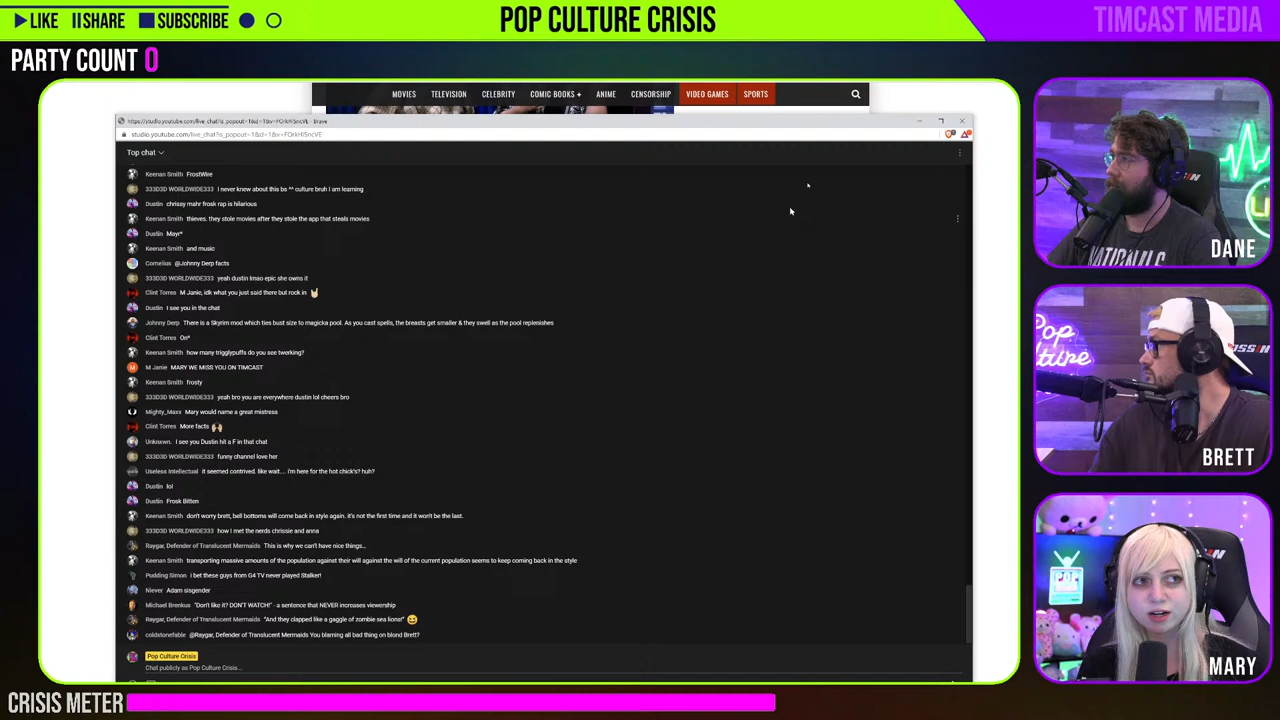 LIKE SHARE SUBSCRIBE
POP CULTURE CRISIS
TIMCAST MEDIA
PARTY COUNT 0
MOVIES TELEVISION CELEBRITY COMIC BOOKS + ANIME CENSORSHIP VIDEO GAMES SPORTS
Top chat
Keenan Smith FrostWire
333D3D WORLDWIDE333 I never knew about this bs ^^ culture bruh I am learning
Dustin chrissy mahr frosk rap is hilarious
Keenan Smith thieves. they stole movies after they stole the app that steals movies
Dustin Mayr*
Keenan Smith and music
Cornelius @Johnny Derp facts
333D3D WORLDWIDE333 yeah dustin lmao epic she owns it
Clint Torres M Janie, idk what you just said there but rock in 🤘🏼
Dustin I see you in the chat
Johnny Derp There is a Skyrim mod which ties bust size to magicka pool. As you cast spells, the breasts get smaller & they swell as the pool replenishes
Clint Torres On*
Keenan Smith how many trigglypuffs do you see twerking?
M Janie MARY WE MISS YOU ON TIMCAST
Keenan Smith frosty
333D3D WORLDWIDE333 yeah bro you are everywhere dustin lol cheers bro
Mighty_Maxx Mary would name a great mistress
Clint Torres More facts 🙌🏼
Unknxwn. I see you Dustin hit a F in that chat
333D3D WORLDWIDE333 funny channel love her
Useless Intellectual it seemed contrived. like wait.... i'm here for the hot chick's? huh?
Dustin lol
Dustin Frosk Bitten
Keenan Smith don't worry brett, bell bottoms will come back in style again. it's not the first time and it won't be the last.
333D3D WORLDWIDE333 how I met the nerds chrissie and anna
Raygar, Defender of Translucent Mermaids This is why we can't have nice things...
Keenan Smith transporting massive amounts of the population against their will against the will of the current population seems to keep coming back in the style
Pudding Simon I bet these guys from G4 TV never played Stalker!
Niever Adam sisgender
Michael Brenkus "Don't like it? DON'T WATCH!" - a sentence that NEVER increases viewership
Raygar, Defender of Translucent Mermaids "And they clapped like a gaggle of zombie sea lions!" 😆
coldstonefable @Raygar, Defender of Translucent Mermaids You blaming all bad thing on blond Brett?
Pop Culture Crisis
Chat publicly as Pop Culture Crisis...
NATIONALS
DANE
Pop Culture
BRETT
POP
MARY
CRISIS METER